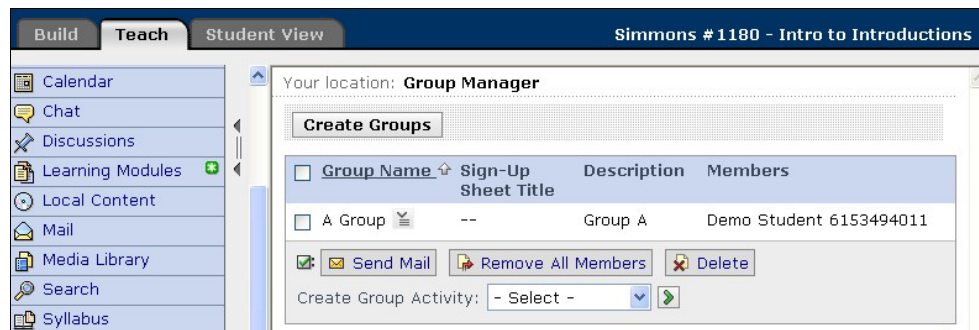 Build Teach Student View Simmons #1180 - Intro to Introductions
Calendar
Chat
Discussions
Learning Modules
Local Content
Mail
Media Library
Search
Syllabus
Your location: Group Manager
Create Groups
Group Name Sign-Up Sheet Title Description Members
A Group -- Group A Demo Student 6153494011
Send Mail Remove All Members Delete
Create Group Activity: - Select -